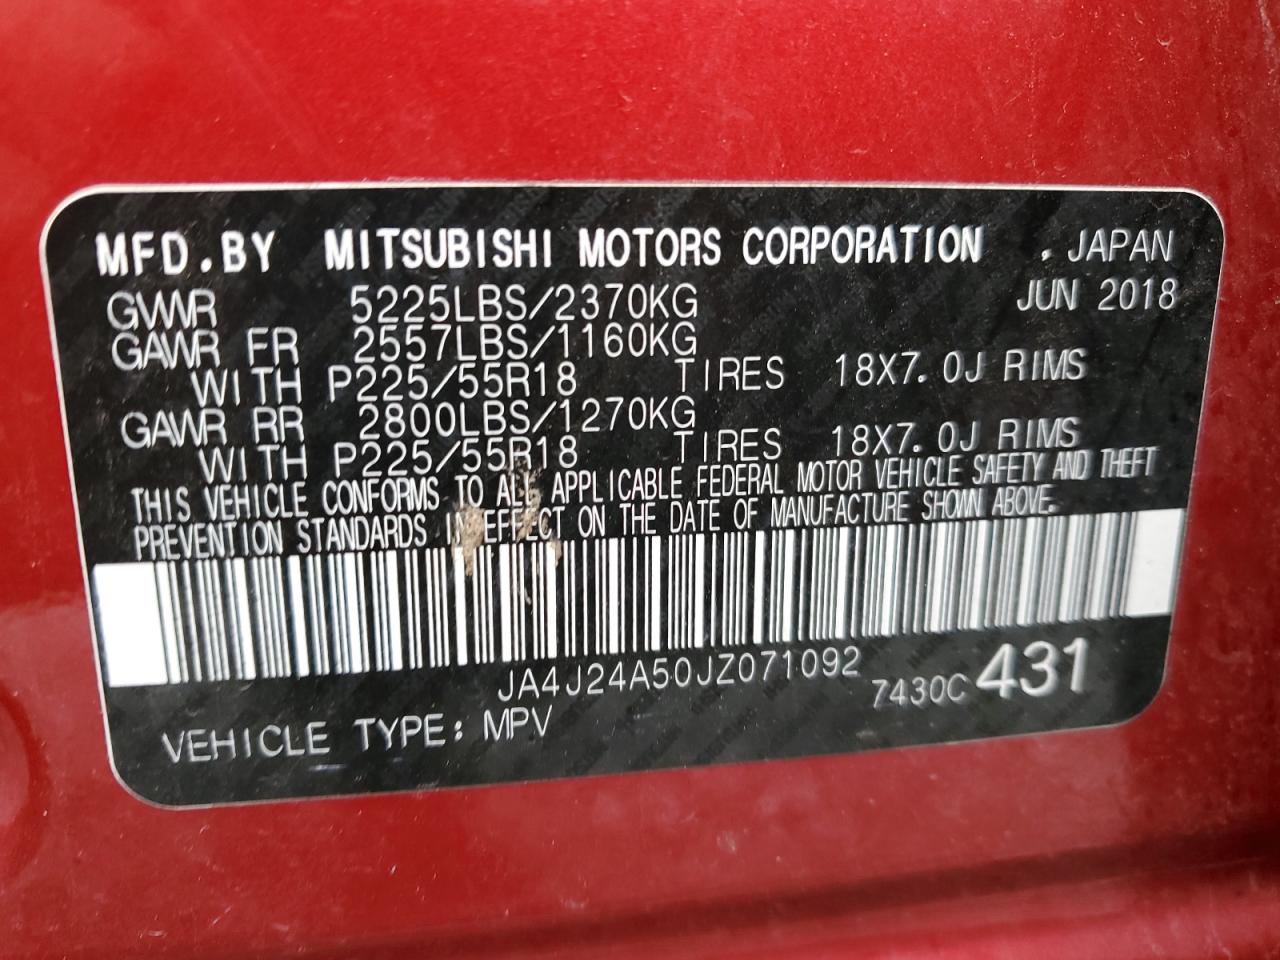 MFD.BY MITSUBISHI MOTORS CORPORATION . JAPAN
GVWR 5225LBS/2370KG JUN 2018
GAWR FR 2557LBS/1160KG
WITH P225/55R18 TIRES 18X7.0J RIMS
GAWR RR 2800LBS/1270KG
WITH P225/55R18 TIRES 18X7.0J RIMS
THIS VEHICLE CONFORMS TO ALL APPLICABLE FEDERAL MOTOR VEHICLE SAFETY AND THEFT
PREVENTION STANDARDS IN EFFECT ON THE DATE OF MANUFACTURE SHOWN ABOVE.
JA4J24A50JZ071092 7430C 431
VEHICLE TYPE: MPV